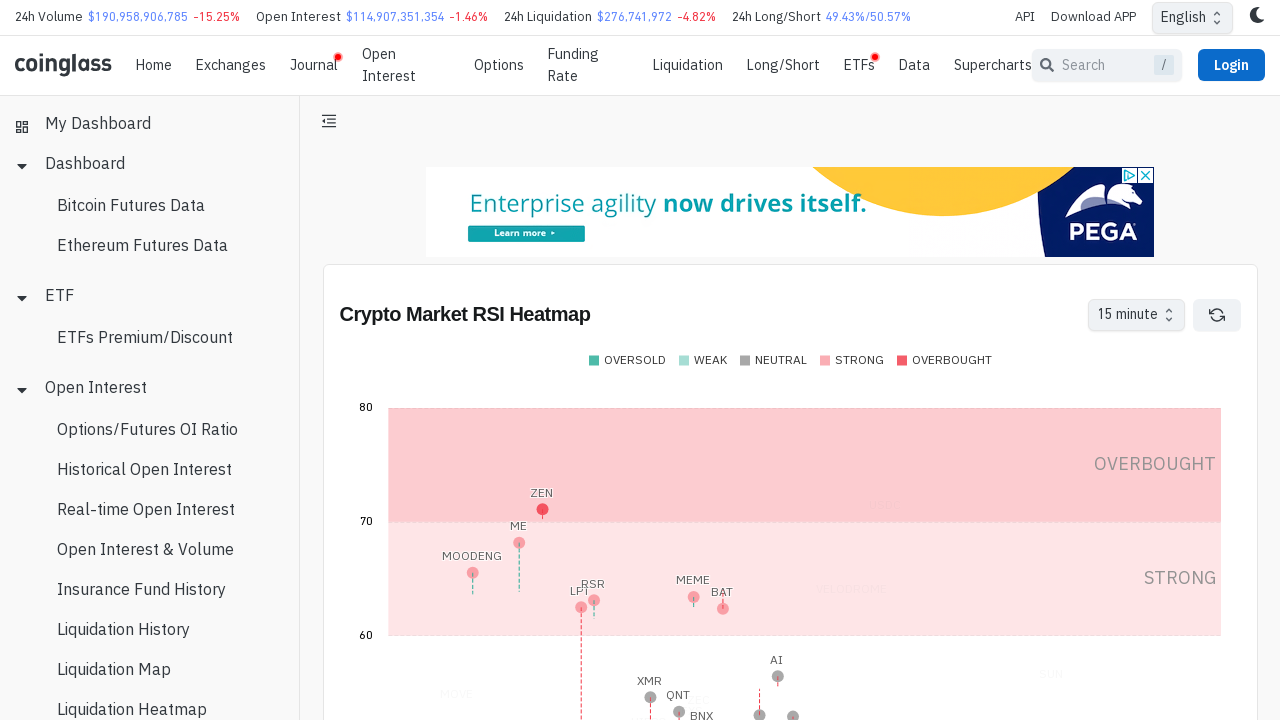 24h Volume $190,958,906,785 -15.25% Open Interest $114,907,351,354 -1.46% 24h Liquidation $276,741,972 -4.82% 24h Long/Short 49.43%/50.57% API Download APP English
coinglass Home Exchanges Journal Open Interest Options Funding Rate Liquidation Long/Short ETFs Data Supercharts Search / Login
My Dashboard
Dashboard
Bitcoin Futures Data
Ethereum Futures Data
ETF
ETFs Premium/Discount
Open Interest
Options/Futures OI Ratio
Historical Open Interest
Real-time Open Interest
Open Interest & Volume
Insurance Fund History
Liquidation History
Liquidation Map
Liquidation Heatmap
Enterprise agility now drives itself.
Learn more
PEGA
Crypto Market RSI Heatmap 15 minute
OVERSOLD WEAK NEUTRAL STRONG OVERBOUGHT
80
OVERBOUGHT
ZEN
70
ME
MOODENG
STRONG
MEME
RSR
LPT
BAT
VELODROME
60
AI
SUN
XMR
MOVE
QNT
BNX